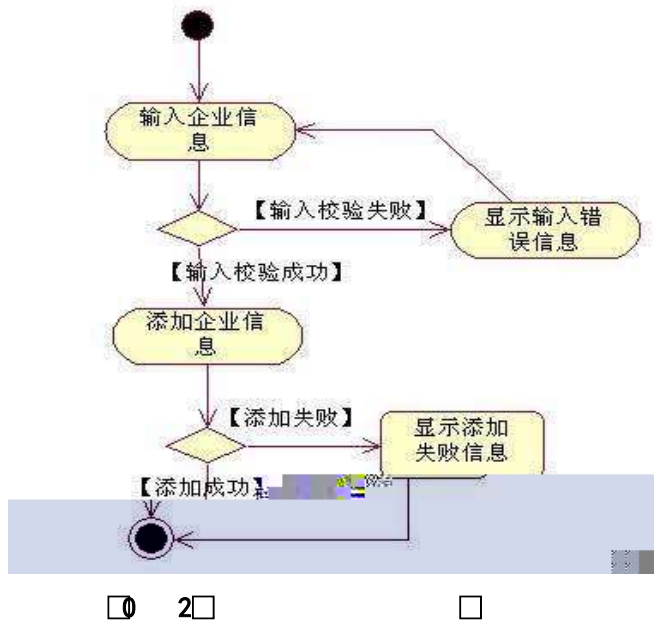 输入企业信
息
【输入校验失败】
显示输入错
误信息
【输入校验成功】
添加企业信
息
【添加失败】
显示添加
失败信息
【添加成功】
0 2